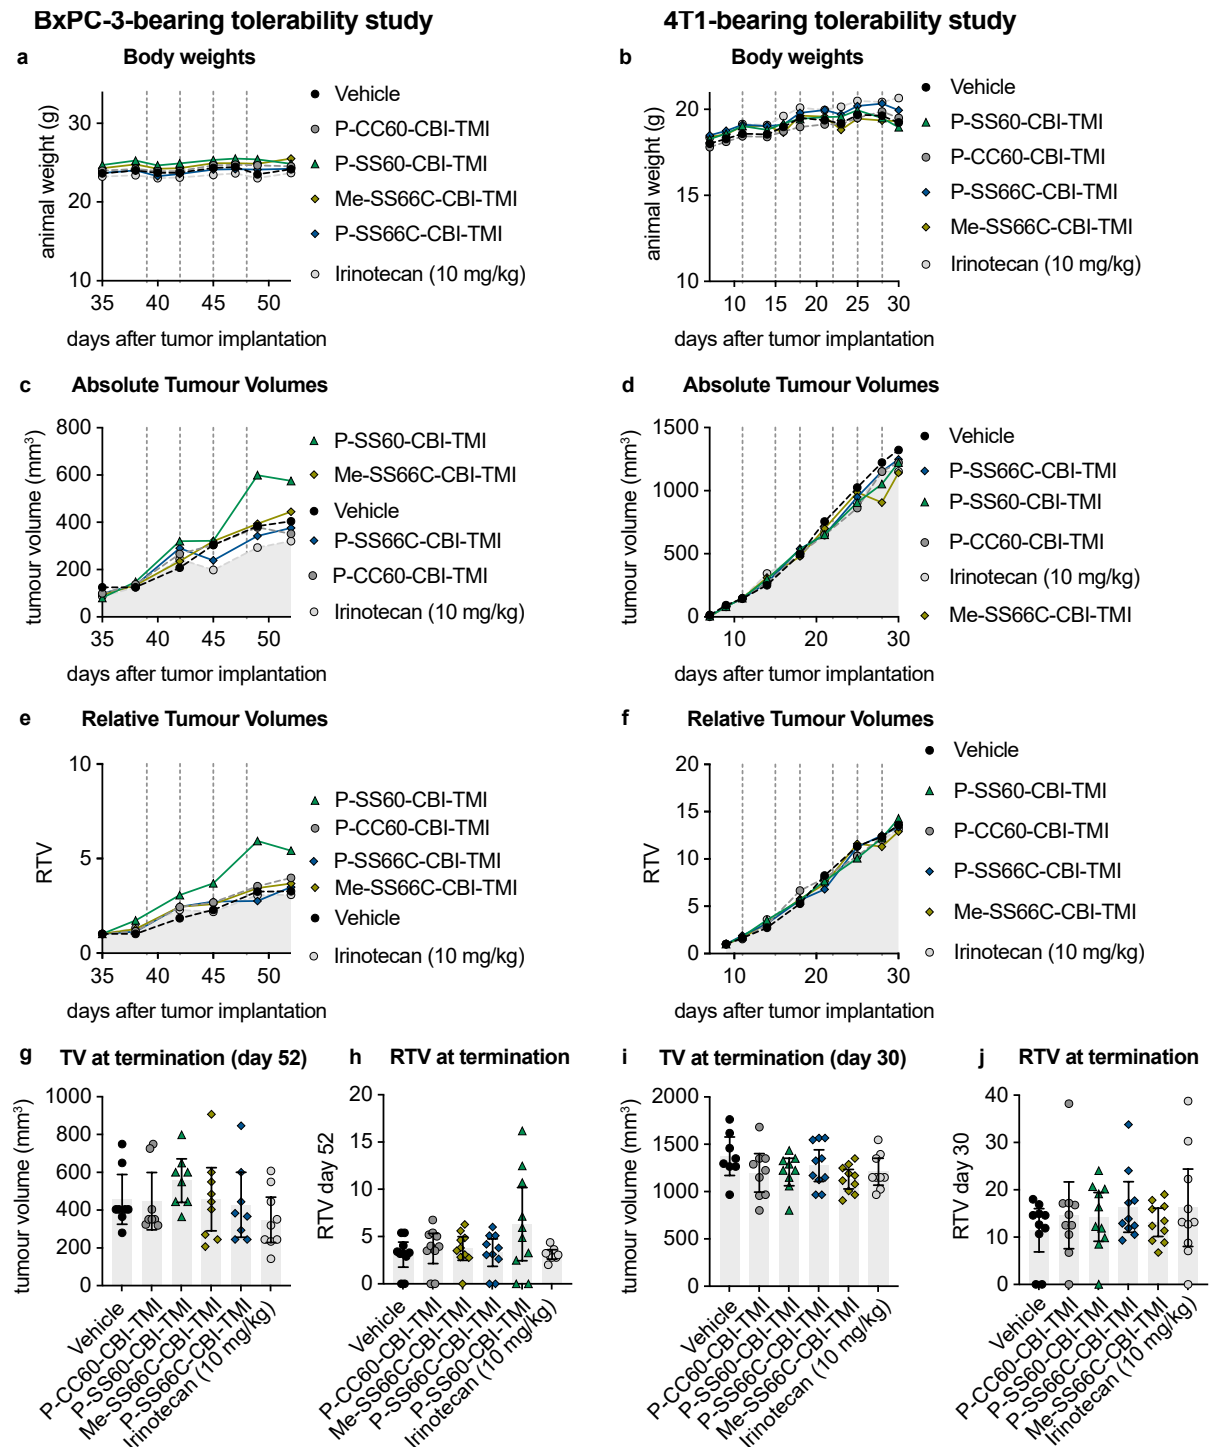 BxPC-3-bearing tolerability study
4T1-bearing tolerability study
a Body weights
animal weight (g)
30
20
10
35 40 45 50
days after tumor implantation
Vehicle
P-CC60-CBI-TMI
P-SS60-CBI-TMI
Me-SS66C-CBI-TMI
P-SS66C-CBI-TMI
Irinotecan (10 mg/kg)
b Body weights
animal weight (g)
20
15
10
10 15 20 25 30
days after tumor implantation
Vehicle
P-SS60-CBI-TMI
P-CC60-CBI-TMI
P-SS66C-CBI-TMI
Me-SS66C-CBI-TMI
Irinotecan (10 mg/kg)
c Absolute Tumour Volumes
tumour volume (mm³)
800
600
400
200
0
35 40 45 50
days after tumor implantation
P-SS60-CBI-TMI
Me-SS66C-CBI-TMI
Vehicle
P-SS66C-CBI-TMI
P-CC60-CBI-TMI
Irinotecan (10 mg/kg)
d Absolute Tumour Volumes
tumour volume (mm³)
1500
1000
500
0
10 20 30
days after tumor implantation
Vehicle
P-SS66C-CBI-TMI
P-SS60-CBI-TMI
P-CC60-CBI-TMI
Irinotecan (10 mg/kg)
Me-SS66C-CBI-TMI
e Relative Tumour Volumes
RTV
10
5
0
35 40 45 50
days after tumor implantation
P-SS60-CBI-TMI
P-CC60-CBI-TMI
P-SS66C-CBI-TMI
Me-SS66C-CBI-TMI
Vehicle
Irinotecan (10 mg/kg)
f Relative Tumour Volumes
RTV
20
15
10
5
0
10 20 30
days after tumor implantation
Vehicle
P-SS60-CBI-TMI
P-CC60-CBI-TMI
P-SS66C-CBI-TMI
Me-SS66C-CBI-TMI
Irinotecan (10 mg/kg)
g TV at termination (day 52)
tumour volume (mm³)
1000
800
600
400
200
0
Vehicle
P-CC60-CBI-TMI
P-SS60-CBI-TMI
Me-SS66C-CBI-TMI
P-SS66C-CBI-TMI
Irinotecan (10 mg/kg)
h RTV at termination
RTV day 52
20
15
10
5
0
Vehicle
P-CC60-CBI-TMI
Me-SS66C-CBI-TMI
P-SS66C-CBI-TMI
P-SS60-CBI-TMI
Irinotecan (10 mg/kg)
i TV at termination (day 30)
tumour volume (mm³)
2000
1500
1000
500
0
Vehicle
P-CC60-CBI-TMI
P-SS60-CBI-TMI
P-SS66C-CBI-TMI
Me-SS66C-CBI-TMI
Irinotecan (10 mg/kg)
j RTV at termination
RTV day 30
40
30
20
10
0
Vehicle
P-CC60-CBI-TMI
P-SS60-CBI-TMI
P-SS66C-CBI-TMI
Me-SS66C-CBI-TMI
Irinotecan (10 mg/kg)